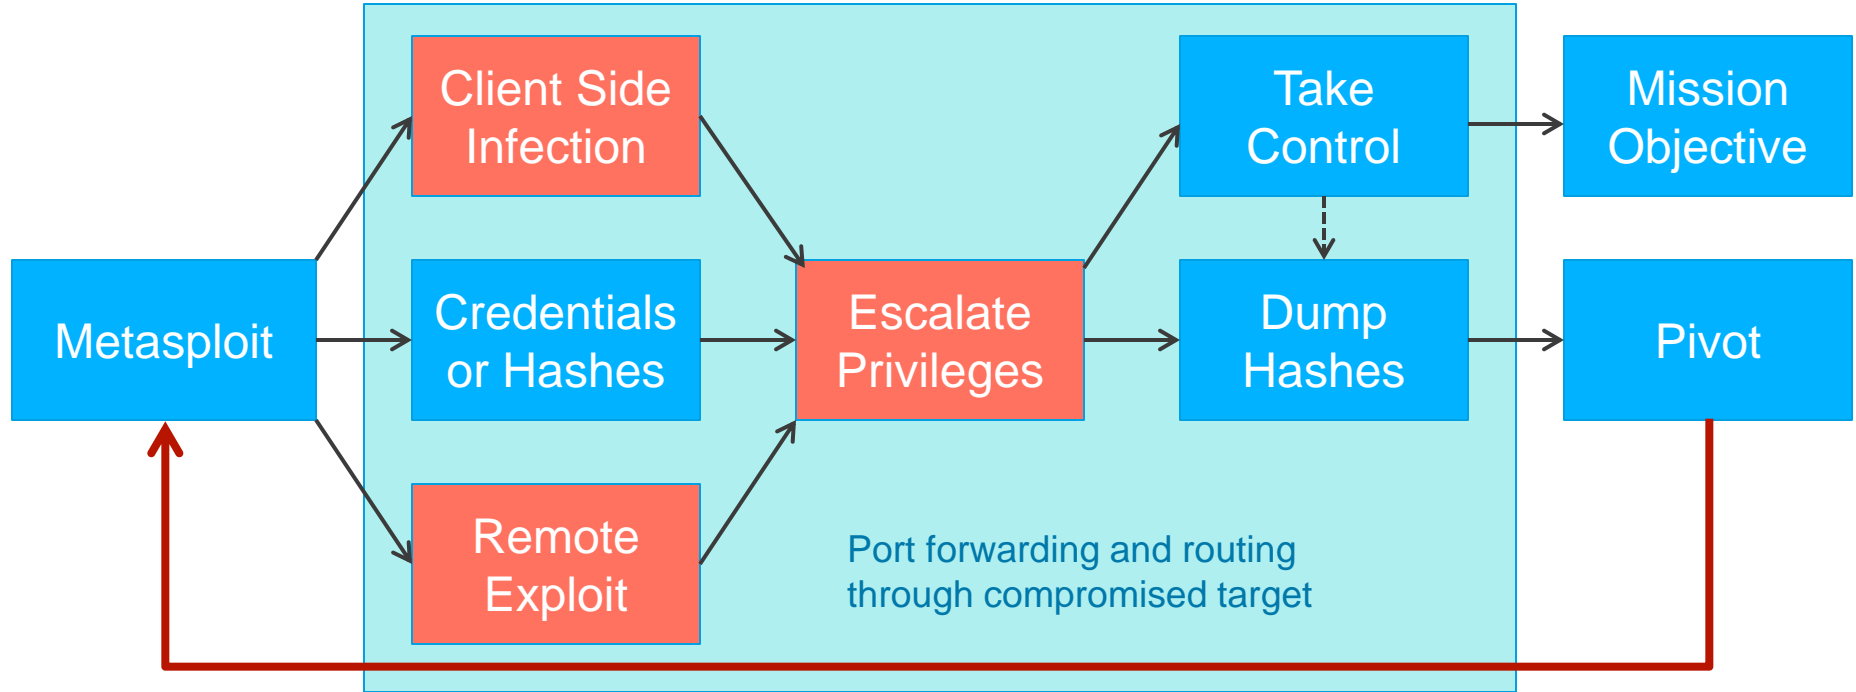 Client Side
Infection
Take
Control
Mission
Objective
Metasploit
Credentials
or Hashes
Escalate
Privileges
Dump
Hashes
Pivot
Remote
Exploit
Port forwarding and routing
through compromised target